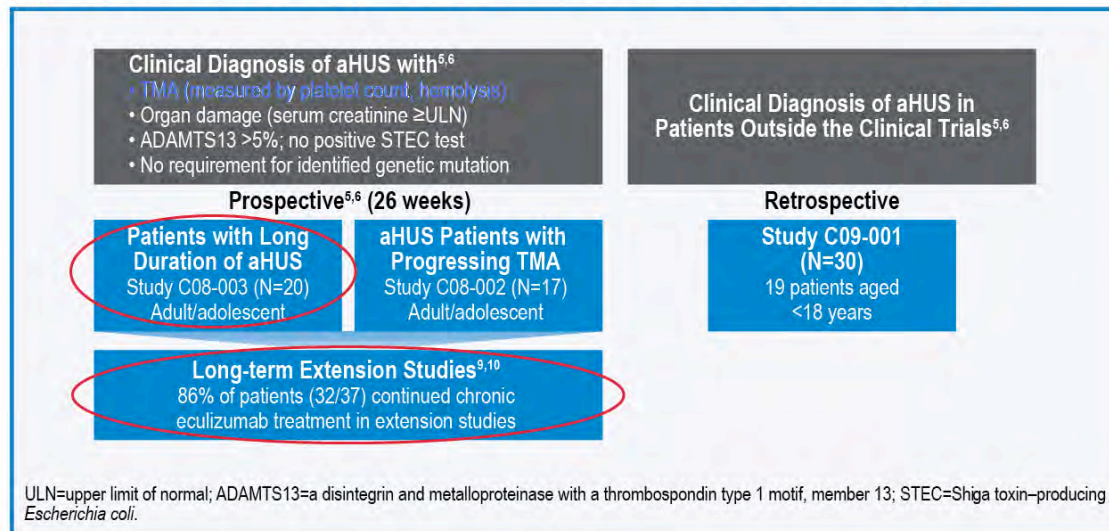 Clinical Diagnosis of aHUS with5,6
• TMA (measured by platelet count, homolysis)
• Organ damage (serum creatinine ≥ULN)
• ADAMTS13 >5%; no positive STEC test
• No requirement for identified genetic mutation
Clinical Diagnosis of aHUS in
Patients Outside the Clinical Trials5,6
Prospective5,6 (26 weeks)
Retrospective
Patients with Long
Duration of aHUS
Study C08-003 (N=20)
Adult/adolescent
aHUS Patients with
Progressing TMA
Study C08-002 (N=17)
Adult/adolescent
Study C09-001
(N=30)
19 patients aged
<18 years
Long-term Extension Studies9,10
86% of patients (32/37) continued chronic
eculizumab treatment in extension studies
ULN=upper limit of normal; ADAMTS13=a disintegrin and metalloproteinase with a thrombospondin type 1 motif, member 13; STEC=Shiga toxin–producing
Escherichia coli.